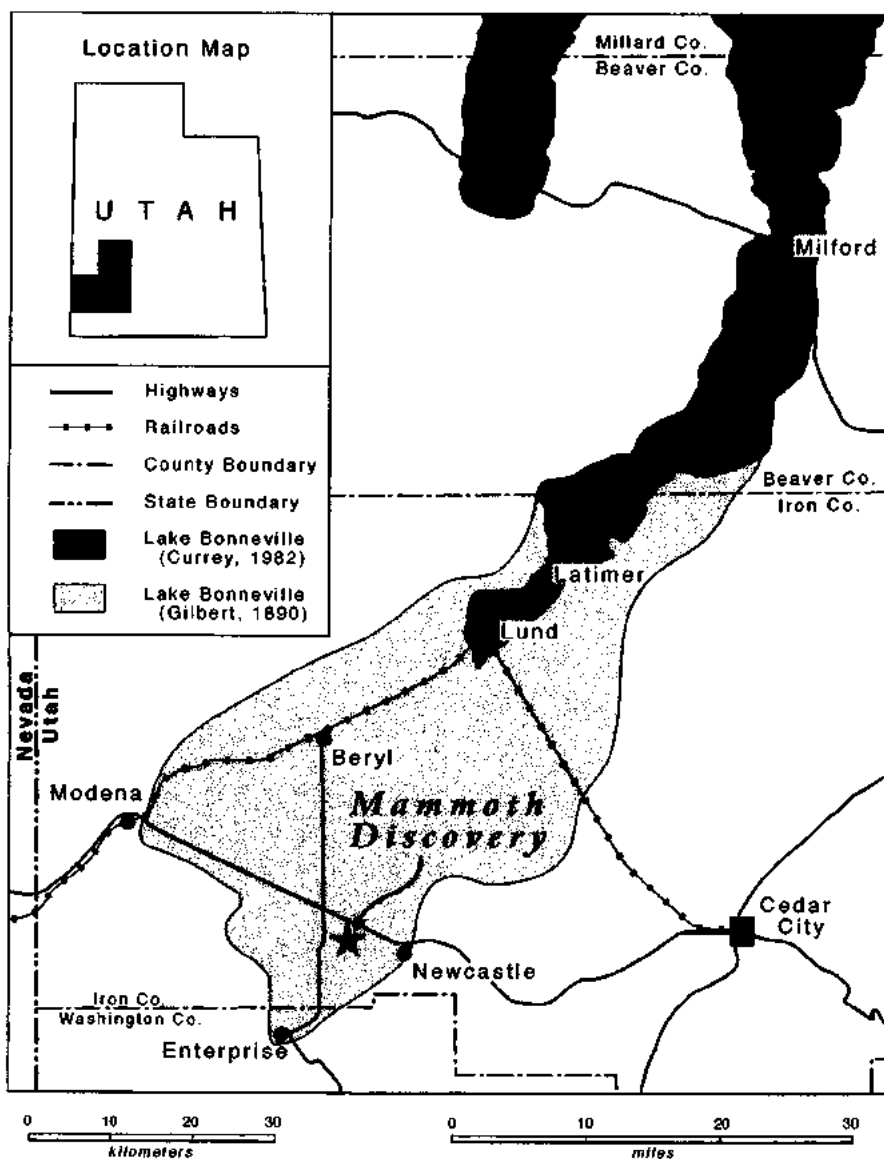 Location Map
U T A H
Highways
Railroads
County Boundary
State Boundary
Lake Bonneville
(Currey, 1982)
Lake Bonneville
(Gilbert, 1890)
Millard Co.
Beaver Co.
Milford
Beaver Co.
Iron Co.
Latimer
Lund
Nevada
Utah
Beryl
Modena
Mammoth
Discovery
Cedar
City
Newcastle
Iron Co.
Washington Co.
Enterprise
0 10 20 30
kilometers
0 10 20 30
miles